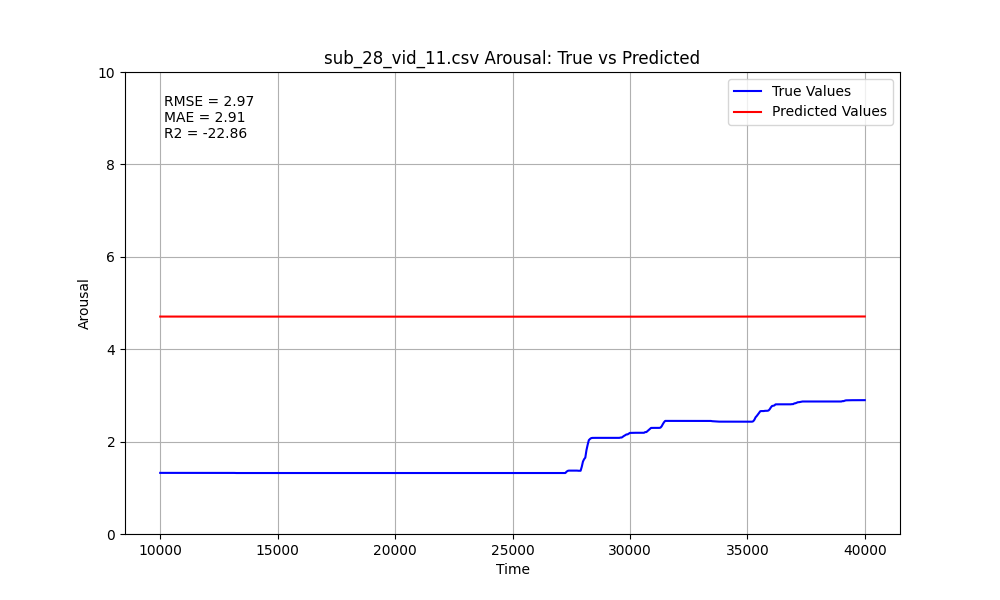 sub_28_vid_11.csv Arousal: True vs Predicted
RMSE = 2.97
MAE = 2.91
R2 = -22.86
True Values
Predicted Values
10
8
6
4
2
0
Arousal
10000
15000
20000
25000
30000
35000
40000
Time